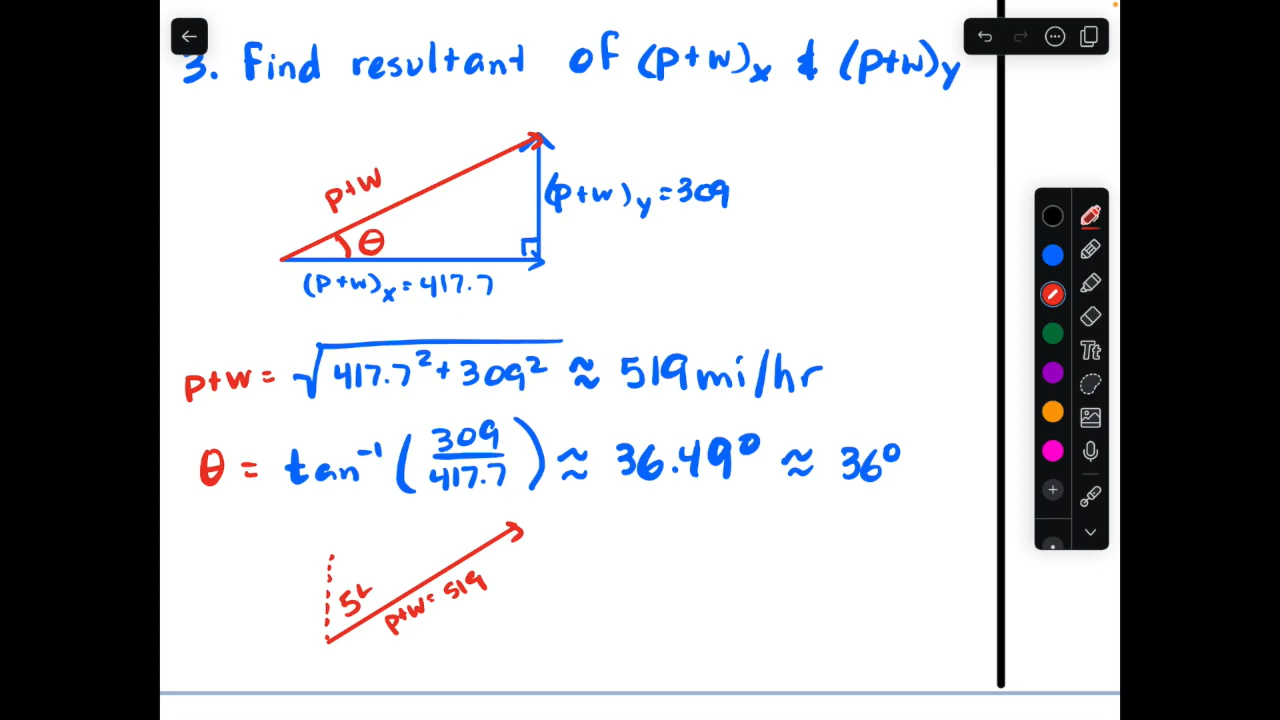 3. Find resultant of (p+w)x & (p+w)y
p+w
(p+w)y = 309
θ
(p+w)x = 417.7
p+w = √417.7² + 309² ≈ 519 mi/hr
θ = tan⁻¹ (309/417.7) ≈ 36.49° ≈ 36°
p+w = 519
Tt